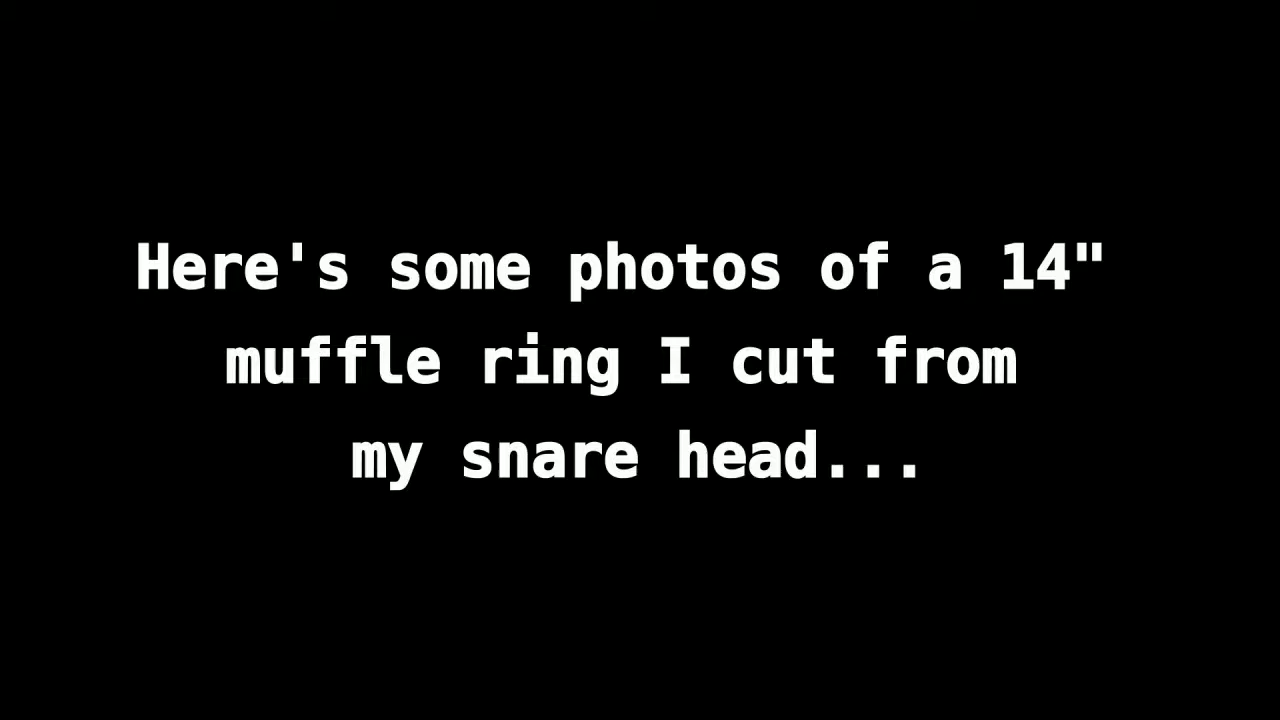 Here's some photos of a 14"
muffle ring I cut from
my snare head...